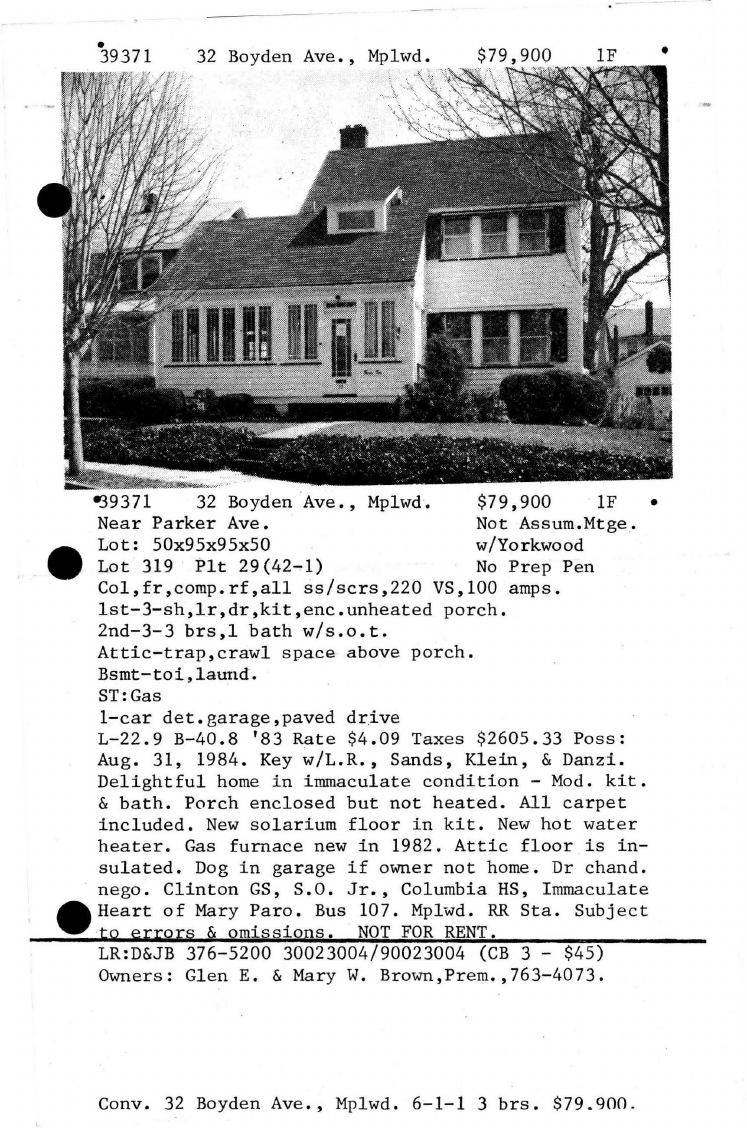 39371 32 Boyden Ave., Mplwd. $79,900 1F
39371 32 Boyden Ave., Mplwd. $79,900 1F
Near Parker Ave. Not Assum.Mtge.
Lot: 50x95x95x50 w/Yorkwood
Lot 319 Plt 29(42-1) No Prep Pen
Col,fr,comp.rf,all ss/scrs,220 VS,100 amps.
1st-3-sh,lr,dr,kit,enc.unheated porch.
2nd-3-3 brs,1 bath w/s.o.t.
Attic-trap,crawl space above porch.
Bsmt-toi,laund.
ST:Gas
1-car det.garage,paved drive
L-22.9 B-40.8 '83 Rate $4.09 Taxes $2605.33 Poss:
Aug. 31, 1984. Key w/L.R., Sands, Klein, & Danzi.
Delightful home in immaculate condition - Mod. kit.
& bath. Porch enclosed but not heated. All carpet
included. New solarium floor in kit. New hot water
heater. Gas furnace new in 1982. Attic floor is in-
sulated. Dog in garage if owner not home. Dr chand.
nego. Clinton GS, S.O. Jr., Columbia HS, Immaculate
Heart of Mary Paro. Bus 107. Mplwd. RR Sta. Subject
to errors & omissions. NOT FOR RENT.
LR:D&JB 376-5200 30023004/90023004 (CB 3 - $45)
Owners: Glen E. & Mary W. Brown,Prem.,763-4073.
Conv. 32 Boyden Ave., Mplwd. 6-1-1 3 brs. $79.900.